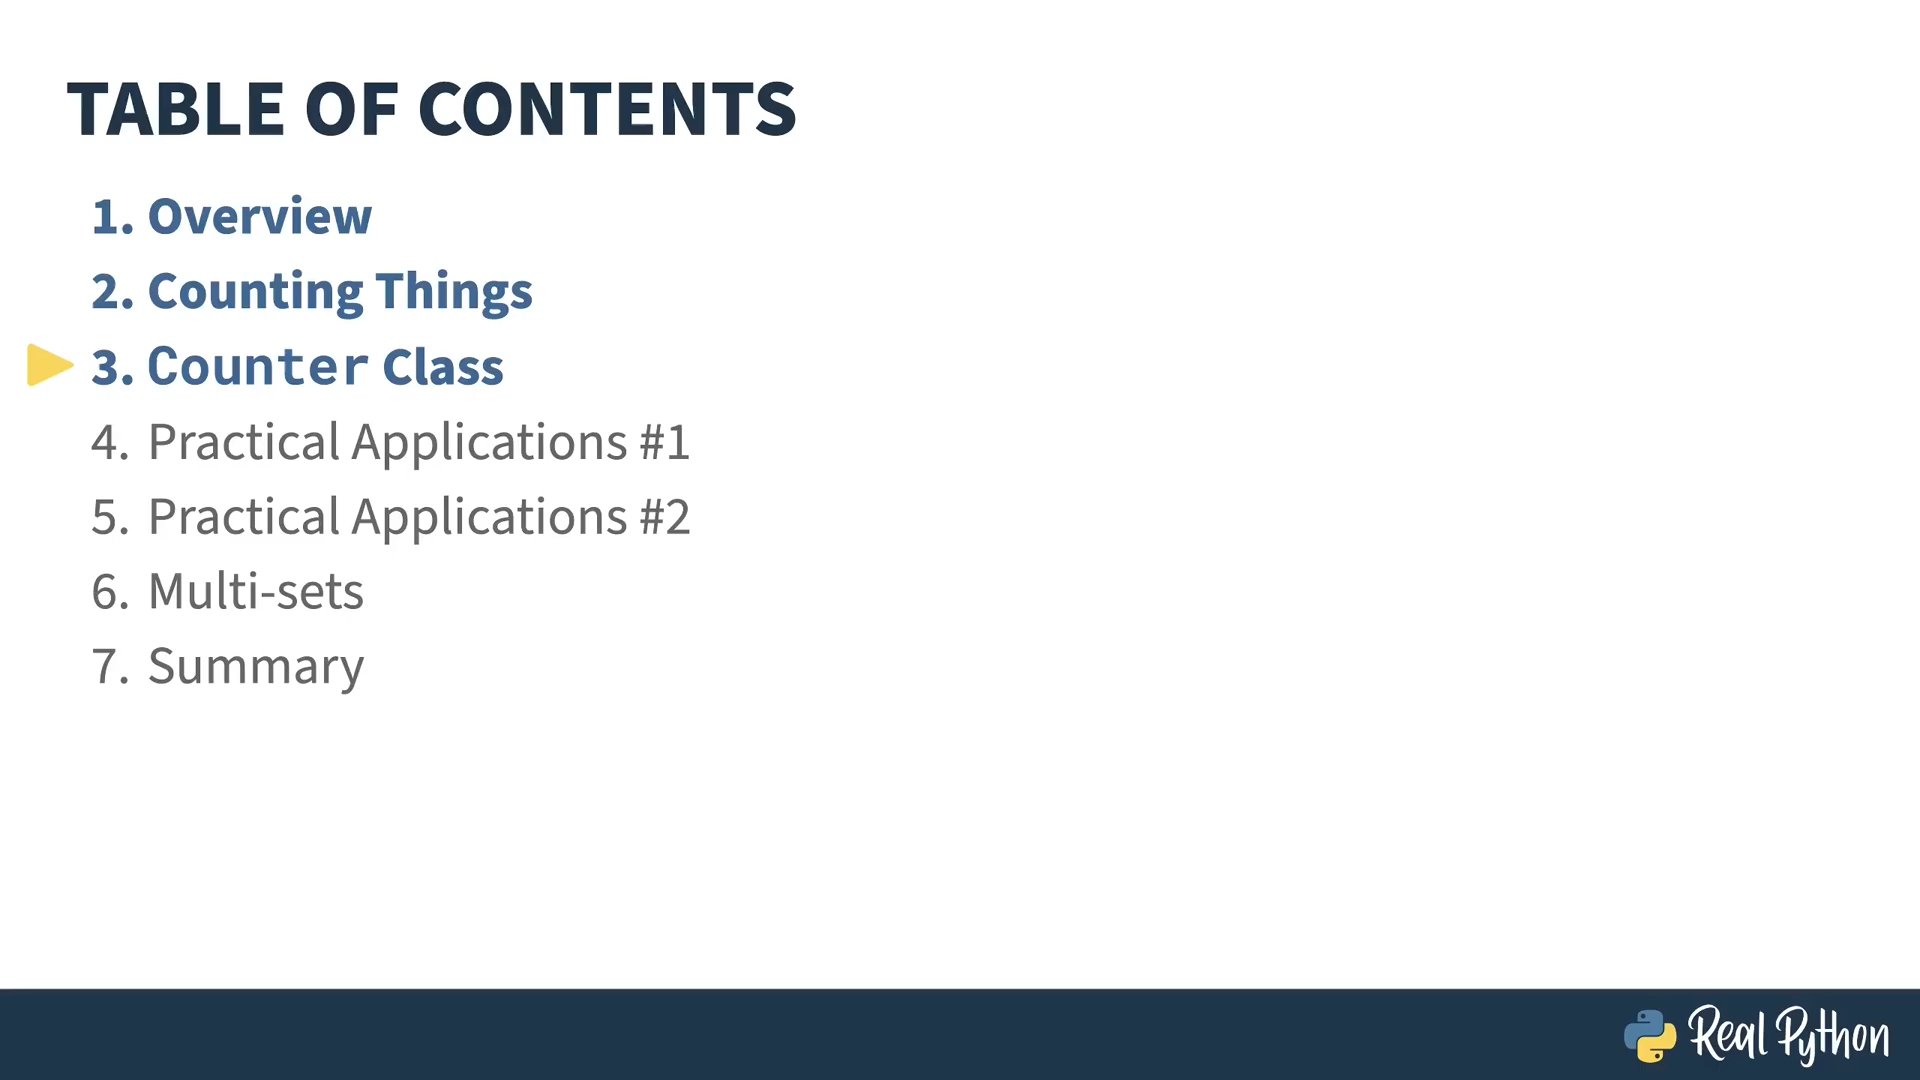 TABLE OF CONTENTS
1. Overview
2. Counting Things
3. Counter Class
4. Practical Applications #1
5. Practical Applications #2
6. Multi-sets
7. Summary
Real Python